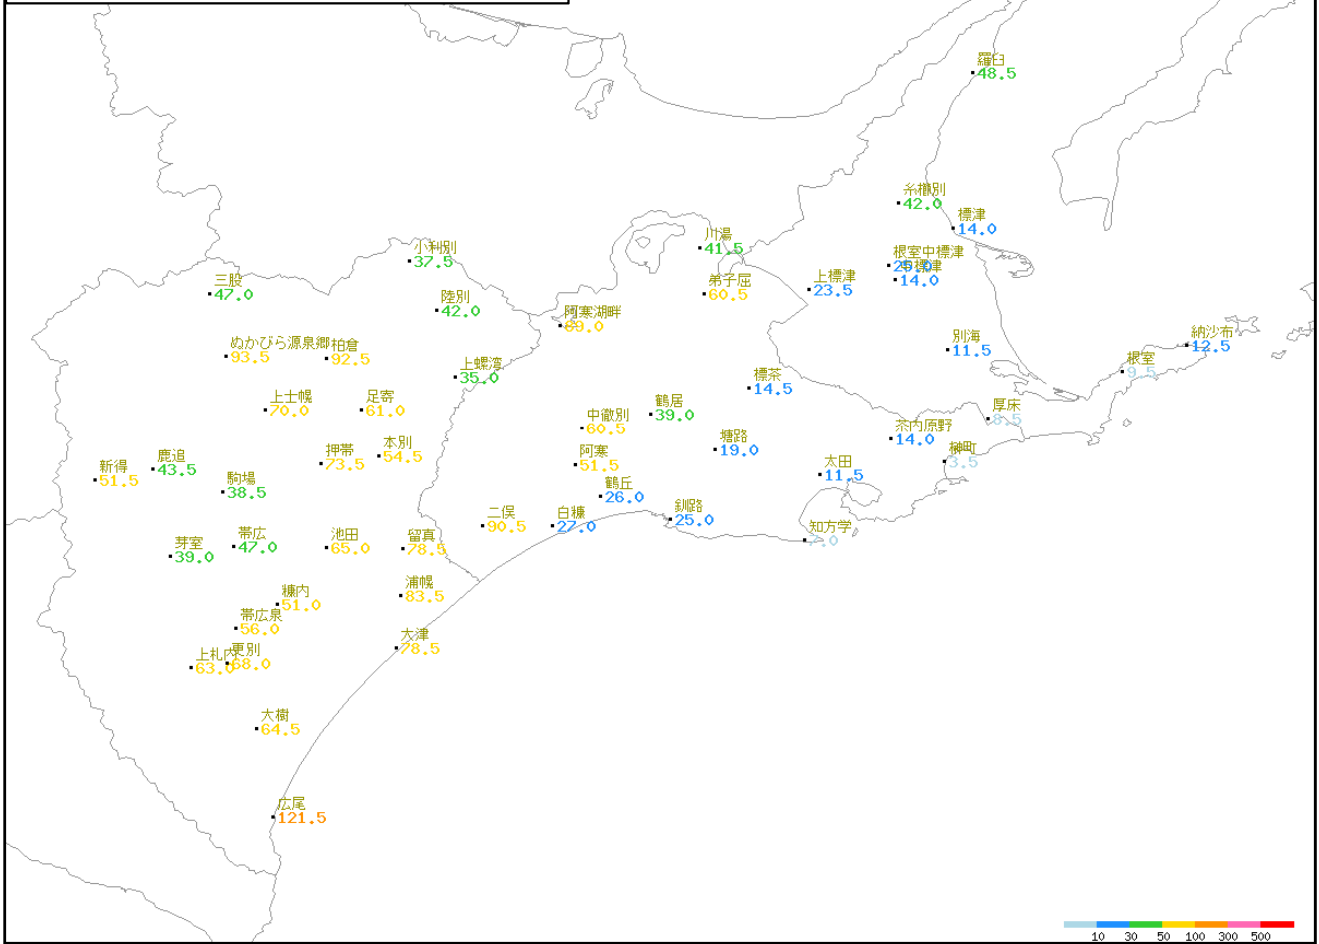 羅臼
48.5
糸櫛別
42.0
標津
14.0
川湯
41.5
小利別
37.5
根室中標津
中標津
14.0
三股
47.0
弟子屈
60.5
上標津
23.5
陸別
42.0
阿寒湖畔
69.0
納沙布
12.5
ぬかびら源泉郷
93.5
柏倉
92.5
別海
11.5
根室
9.5
上螺湾
35.0
標茶
14.5
上士幌
70.0
足寄
61.0
鶴居
39.0
厚床
8.5
中徹別
60.5
茶内原野
14.0
塘路
19.0
本別
54.5
押帯
73.5
阿寒
51.5
榊町
3.5
鹿追
43.5
新得
51.5
太田
11.5
駒場
38.5
鶴丘
26.0
二俣
90.5
白糠
27.0
釧路
25.0
知方学
芽室
39.0
帯広
47.0
池田
65.0
留真
78.5
浦幌
83.5
糠内
51.0
帯広泉
56.0
大津
78.5
上札内
63.0
更別
68.0
大樹
64.5
広尾
121.5
10 30 50 100 300 500